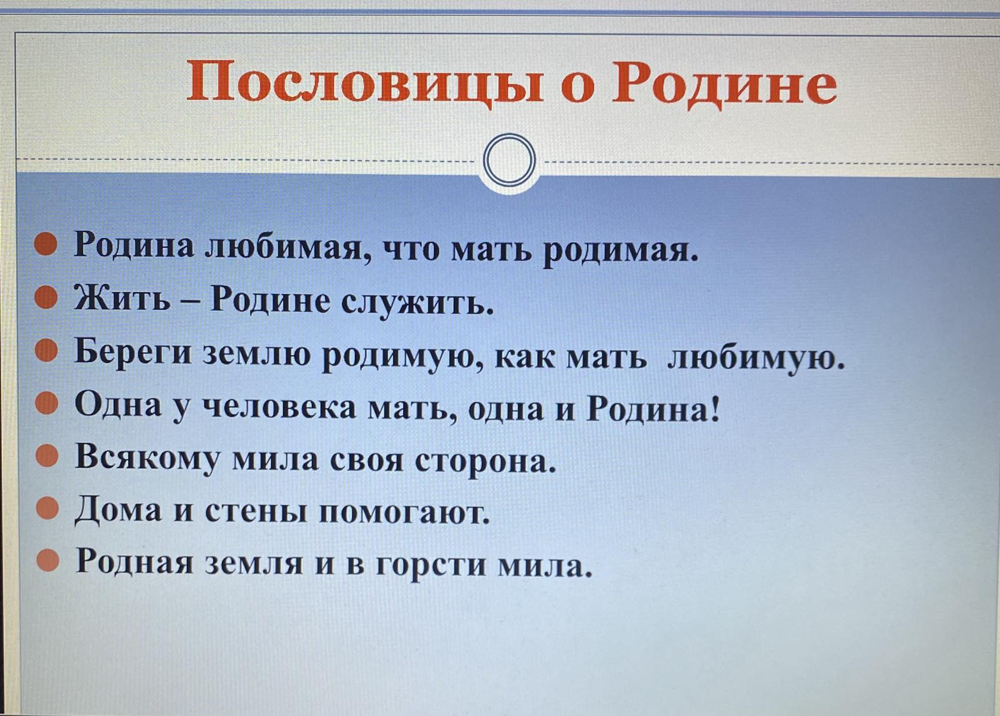 Пословицы о Родине
Родина любимая, что мать родимая.
Жить – Родине служить.
Береги землю родимую, как мать любимую.
Одна у человека мать, одна и Родина!
Всякому мила своя сторона.
Дома и стены помогают.
Родная земля и в горсти мила.